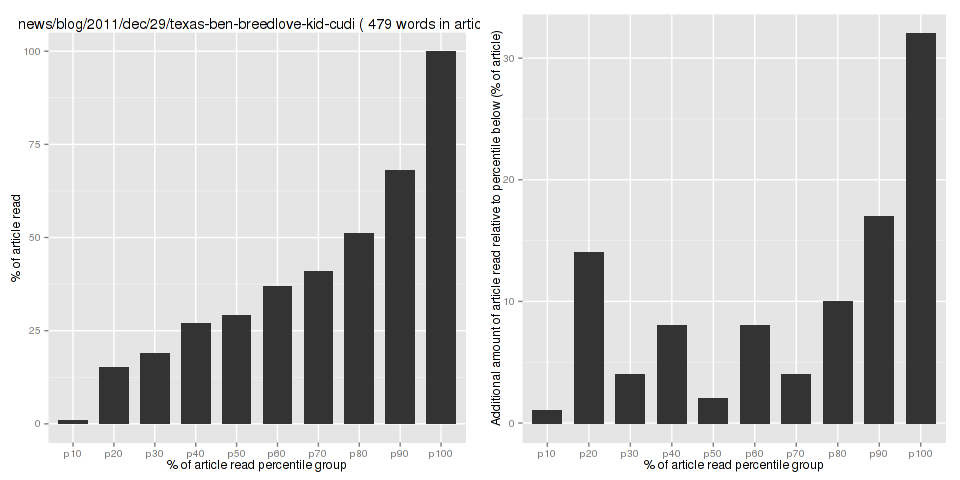 news/blog/2011/dec/29/texas-ben-breedlove-kid-cudi ( 479 words in artic
% of article read
100
75
50
25
0
p10 p20 p30 p40 p50 p60 p70 p80 p90 p100
% of article read percentile group
Additional amount of article read relative to percentile below (% of article)
30
20
10
0
p10 p20 p30 p40 p50 p60 p70 p80 p90 p100
% of article read percentile group